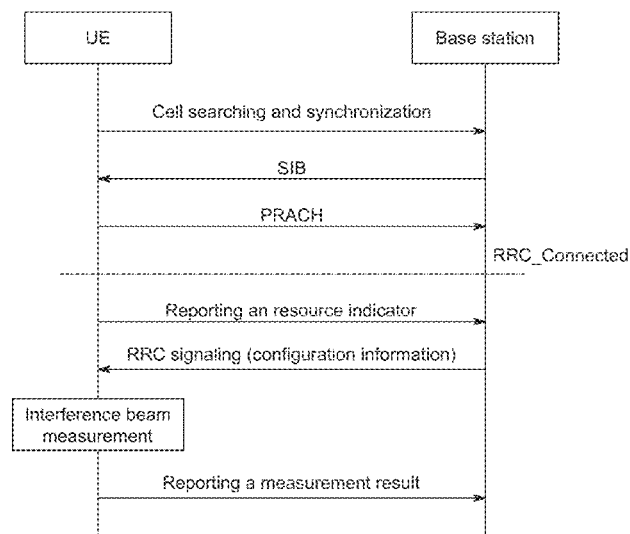 UE
Base station
Cell searching and synchronization
SIB
PRACH
RRC_Connected
Reporting an resource indicator
RRC signaling (configuration information)
Interference beam
measurement
Reporting a measurement result